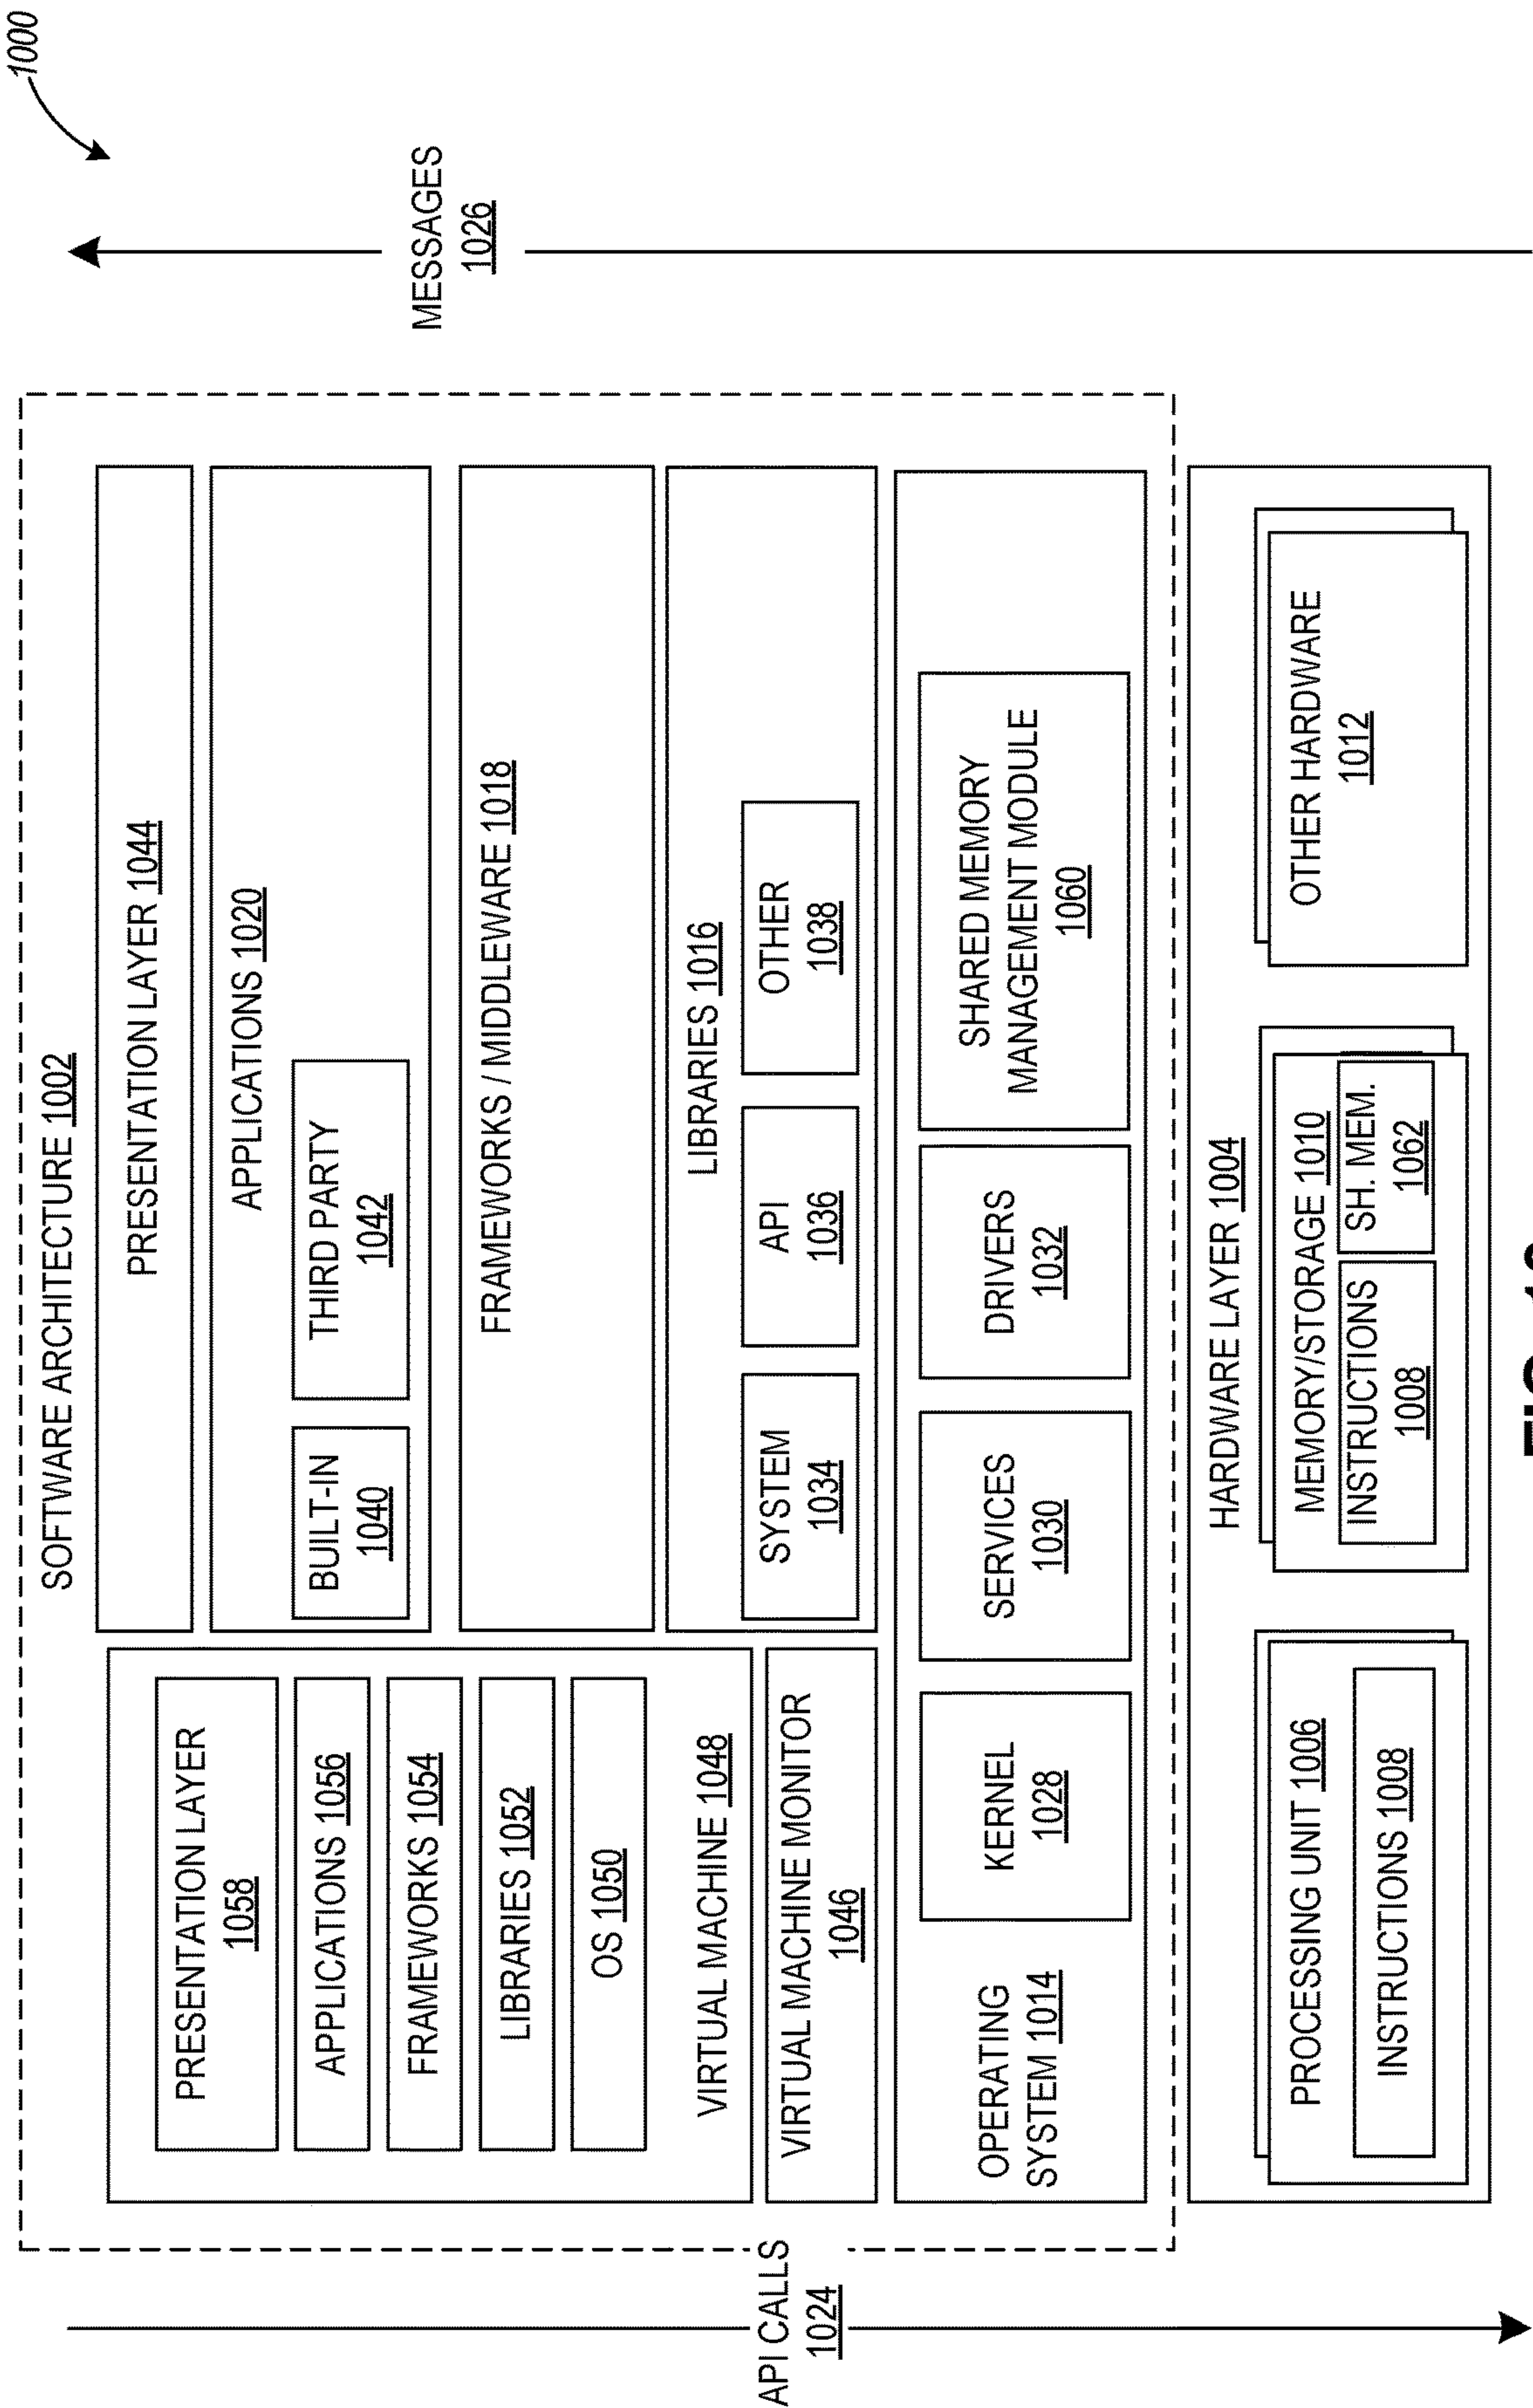 1000
SOFTWARE ARCHITECTURE 1002
MESSAGES
1026
API CALLS
1024
PRESENTATION LAYER
1058
APPLICATIONS 1056
FRAMEWORKS 1054
LIBRARIES 1052
OS 1050
VIRTUAL MACHINE 1048
VIRTUAL MACHINE MONITOR
1046
PRESENTATION LAYER 1044
APPLICATIONS 1020
BUILT-IN
1040
THIRD PARTY
1042
FRAMEWORKS / MIDDLEWARE 1018
LIBRARIES 1016
SYSTEM
1034
API
1036
OTHER
1038
OPERATING
SYSTEM 1014
KERNEL
1028
SERVICES
1030
DRIVERS
1032
SHARED MEMORY
MANAGEMENT MODULE
1060
HARDWARE LAYER 1004
PROCESSING UNIT 1006
INSTRUCTIONS 1008
MEMORY/STORAGE 1010
INSTRUCTIONS
1008
SH. MEM.
1062
OTHER HARDWARE
1012